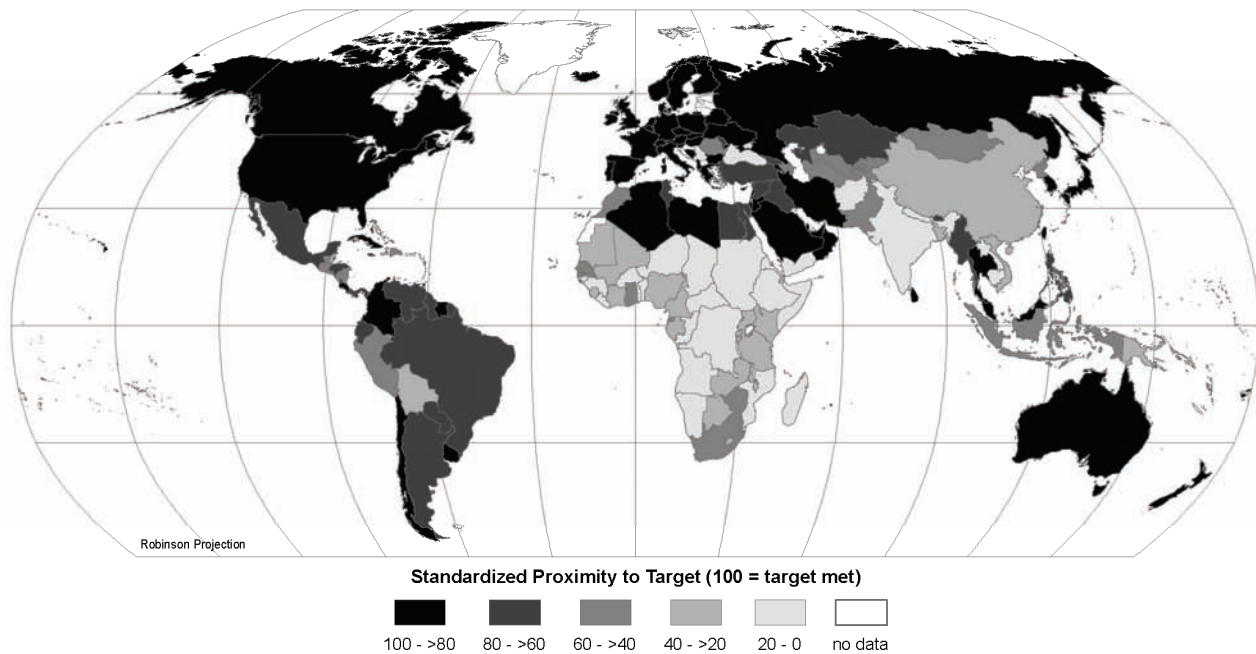 Robinson Projection
Standardized Proximity to Target (100 = target met)
100 - >80 80 - >60 60 - >40 40 - >20 20 - 0 no data